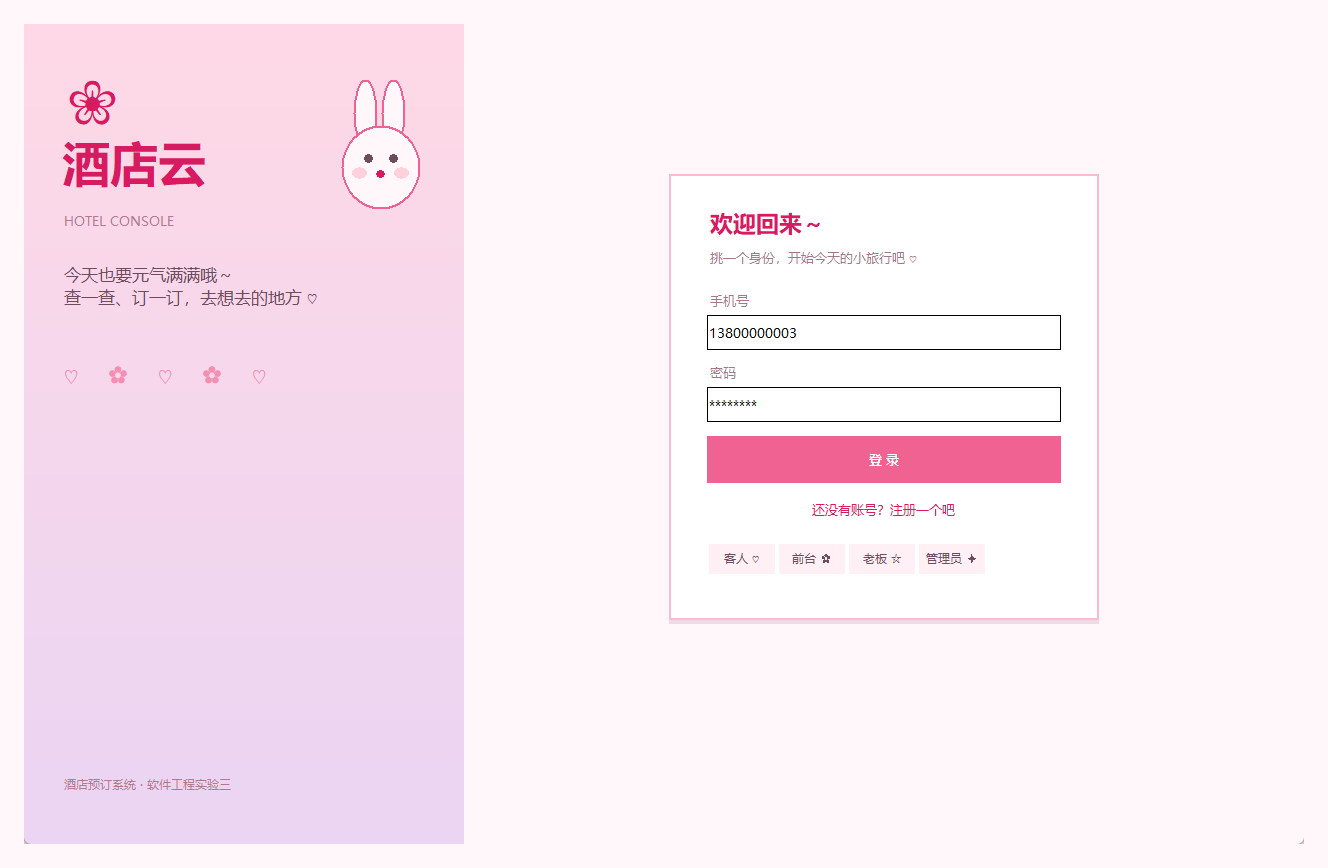 酒店云
HOTEL CONSOLE
今天也要元气满满哦～
查一查、订一订，去想去的地方 ♡
♡ ✿ ♡ ✿ ♡
酒店预订系统 · 软件工程实验三
欢迎回来～
挑一个身份，开始今天的小旅行吧 ♡
手机号
13800000003
密码
********
登 录
还没有账号？注册一个吧
客人 ♡ 前台 ✿ 老板 ☆ 管理员 ✦